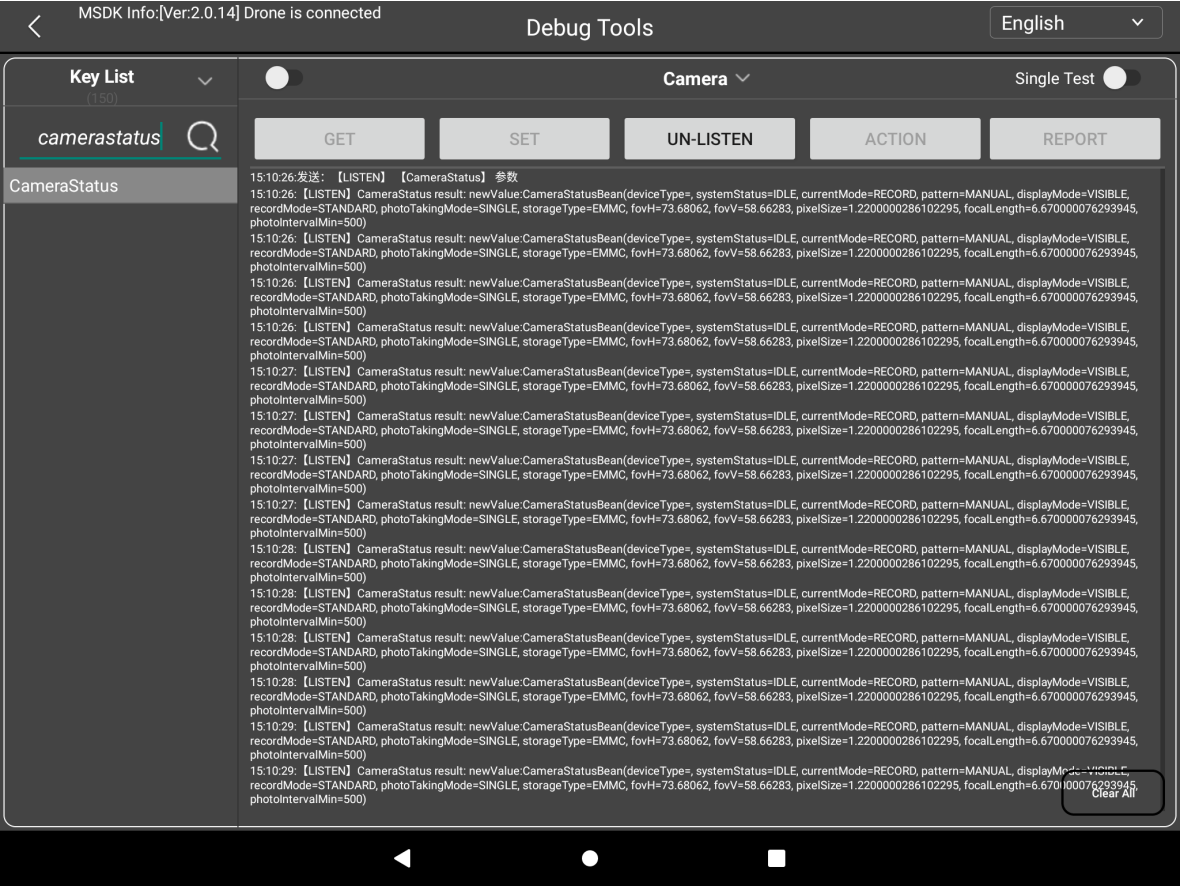 MSDK Info:[Ver:2.0.14] Drone is connected
Debug Tools
English
Key List
(150)
Camera
Single Test
camerastatus
GET
SET
UN-LISTEN
ACTION
REPORT
CameraStatus
15:10:26:发送：【LISTEN】 【CameraStatus】 参数
15:10:26:【LISTEN】CameraStatus result: newValue:CameraStatusBean(deviceType=, systemStatus=IDLE, currentMode=RECORD, pattern=MANUAL, displayMode=VISIBLE,
recordMode=STANDARD, photoTakingMode=SINGLE, storageType=EMMC, fovH=73.68062, fovV=58.66283, pixelSize=1.2200000286102295, focalLength=6.670000076293945,
photoIntervalMin=500)
15:10:26:【LISTEN】CameraStatus result: newValue:CameraStatusBean(deviceType=, systemStatus=IDLE, currentMode=RECORD, pattern=MANUAL, displayMode=VISIBLE,
recordMode=STANDARD, photoTakingMode=SINGLE, storageType=EMMC, fovH=73.68062, fovV=58.66283, pixelSize=1.2200000286102295, focalLength=6.670000076293945,
photoIntervalMin=500)
15:10:26:【LISTEN】CameraStatus result: newValue:CameraStatusBean(deviceType=, systemStatus=IDLE, currentMode=RECORD, pattern=MANUAL, displayMode=VISIBLE,
recordMode=STANDARD, photoTakingMode=SINGLE, storageType=EMMC, fovH=73.68062, fovV=58.66283, pixelSize=1.2200000286102295, focalLength=6.670000076293945,
photoIntervalMin=500)
15:10:26:【LISTEN】CameraStatus result: newValue:CameraStatusBean(deviceType=, systemStatus=IDLE, currentMode=RECORD, pattern=MANUAL, displayMode=VISIBLE,
recordMode=STANDARD, photoTakingMode=SINGLE, storageType=EMMC, fovH=73.68062, fovV=58.66283, pixelSize=1.2200000286102295, focalLength=6.670000076293945,
photoIntervalMin=500)
15:10:27:【LISTEN】CameraStatus result: newValue:CameraStatusBean(deviceType=, systemStatus=IDLE, currentMode=RECORD, pattern=MANUAL, displayMode=VISIBLE,
recordMode=STANDARD, photoTakingMode=SINGLE, storageType=EMMC, fovH=73.68062, fovV=58.66283, pixelSize=1.2200000286102295, focalLength=6.670000076293945,
photoIntervalMin=500)
15:10:27:【LISTEN】CameraStatus result: newValue:CameraStatusBean(deviceType=, systemStatus=IDLE, currentMode=RECORD, pattern=MANUAL, displayMode=VISIBLE,
recordMode=STANDARD, photoTakingMode=SINGLE, storageType=EMMC, fovH=73.68062, fovV=58.66283, pixelSize=1.2200000286102295, focalLength=6.670000076293945,
photoIntervalMin=500)
15:10:27:【LISTEN】CameraStatus result: newValue:CameraStatusBean(deviceType=, systemStatus=IDLE, currentMode=RECORD, pattern=MANUAL, displayMode=VISIBLE,
recordMode=STANDARD, photoTakingMode=SINGLE, storageType=EMMC, fovH=73.68062, fovV=58.66283, pixelSize=1.2200000286102295, focalLength=6.670000076293945,
photoIntervalMin=500)
15:10:27:【LISTEN】CameraStatus result: newValue:CameraStatusBean(deviceType=, systemStatus=IDLE, currentMode=RECORD, pattern=MANUAL, displayMode=VISIBLE,
recordMode=STANDARD, photoTakingMode=SINGLE, storageType=EMMC, fovH=73.68062, fovV=58.66283, pixelSize=1.2200000286102295, focalLength=6.670000076293945,
photoIntervalMin=500)
15:10:28:【LISTEN】CameraStatus result: newValue:CameraStatusBean(deviceType=, systemStatus=IDLE, currentMode=RECORD, pattern=MANUAL, displayMode=VISIBLE,
recordMode=STANDARD, photoTakingMode=SINGLE, storageType=EMMC, fovH=73.68062, fovV=58.66283, pixelSize=1.2200000286102295, focalLength=6.670000076293945,
photoIntervalMin=500)
15:10:28:【LISTEN】CameraStatus result: newValue:CameraStatusBean(deviceType=, systemStatus=IDLE, currentMode=RECORD, pattern=MANUAL, displayMode=VISIBLE,
recordMode=STANDARD, photoTakingMode=SINGLE, storageType=EMMC, fovH=73.68062, fovV=58.66283, pixelSize=1.2200000286102295, focalLength=6.670000076293945,
photoIntervalMin=500)
15:10:28:【LISTEN】CameraStatus result: newValue:CameraStatusBean(deviceType=, systemStatus=IDLE, currentMode=RECORD, pattern=MANUAL, displayMode=VISIBLE,
recordMode=STANDARD, photoTakingMode=SINGLE, storageType=EMMC, fovH=73.68062, fovV=58.66283, pixelSize=1.2200000286102295, focalLength=6.670000076293945,
photoIntervalMin=500)
15:10:28:【LISTEN】CameraStatus result: newValue:CameraStatusBean(deviceType=, systemStatus=IDLE, currentMode=RECORD, pattern=MANUAL, displayMode=VISIBLE,
recordMode=STANDARD, photoTakingMode=SINGLE, storageType=EMMC, fovH=73.68062, fovV=58.66283, pixelSize=1.2200000286102295, focalLength=6.670000076293945,
photoIntervalMin=500)
15:10:29:【LISTEN】CameraStatus result: newValue:CameraStatusBean(deviceType=, systemStatus=IDLE, currentMode=RECORD, pattern=MANUAL, displayMode=VISIBLE,
recordMode=STANDARD, photoTakingMode=SINGLE, storageType=EMMC, fovH=73.68062, fovV=58.66283, pixelSize=1.2200000286102295, focalLength=6.670000076293945,
photoIntervalMin=500)
15:10:29:【LISTEN】CameraStatus result: newValue:CameraStatusBean(deviceType=, systemStatus=IDLE, currentMode=RECORD, pattern=MANUAL, displayMode=VISIBLE,
recordMode=STANDARD, photoTakingMode=SINGLE, storageType=EMMC, fovH=73.68062, fovV=58.66283, pixelSize=1.2200000286102295, focalLength=6.670000076293945,
photoIntervalMin=500)
Clear All